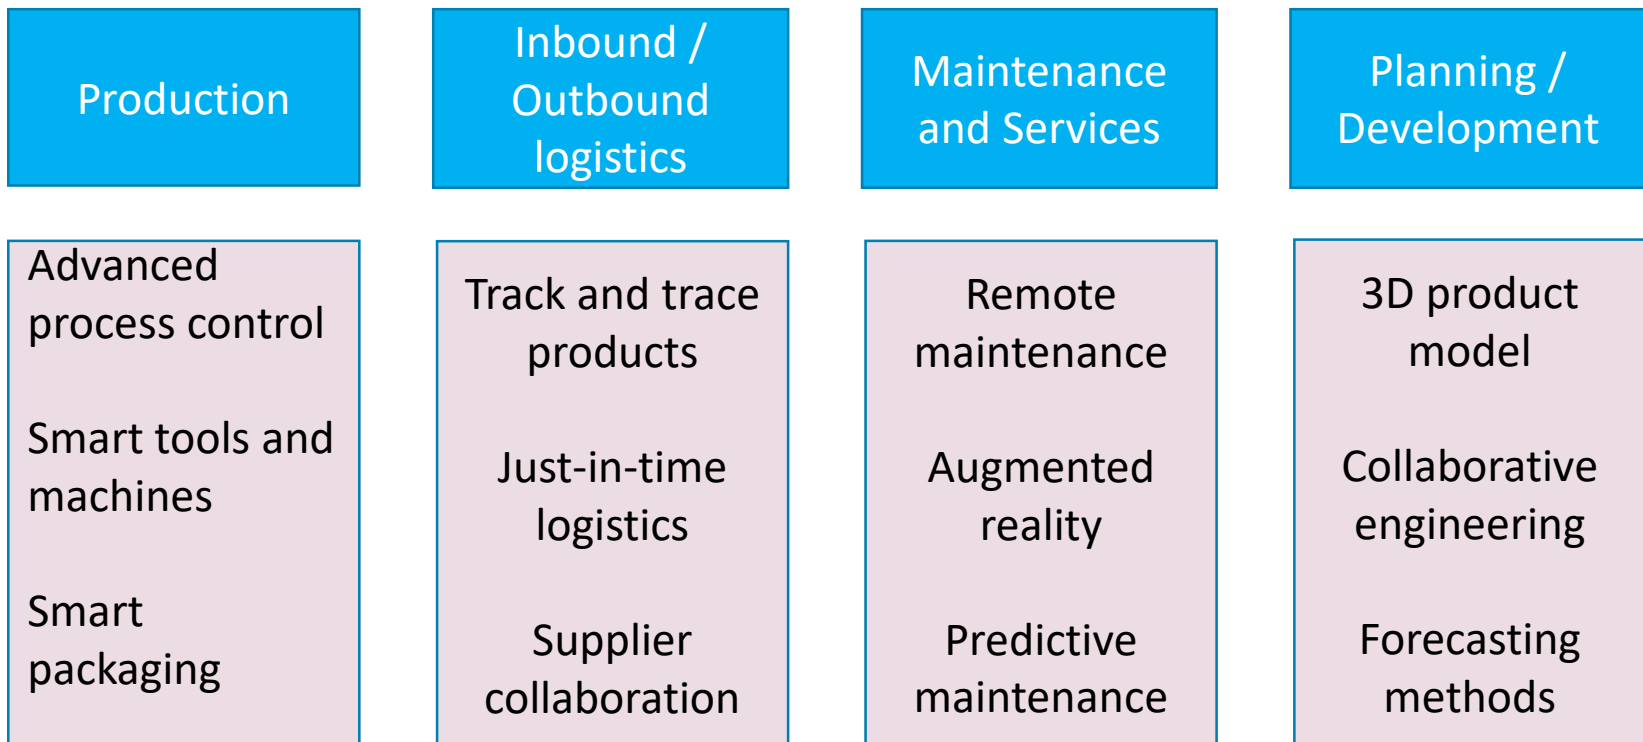 Production
Inbound /
Outbound
logistics
Maintenance
and Services
Planning /
Development
Advanced
process control
Smart tools and
machines
Smart
packaging
Track and trace
products
Just-in-time
logistics
Supplier
collaboration
Remote
maintenance
Augmented
reality
Predictive
maintenance
3D product
model
Collaborative
engineering
Forecasting
methods